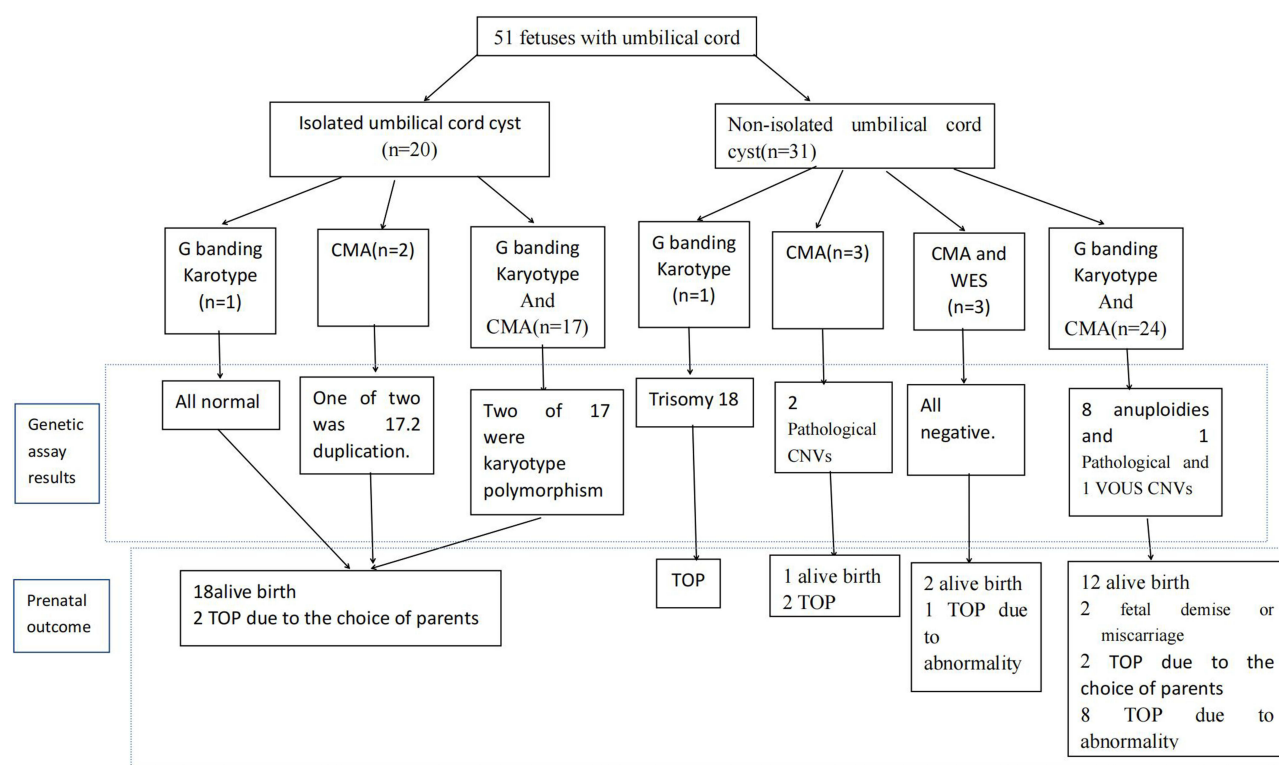 51 fetuses with umbilical cord
Isolated umbilical cord cyst
(n=20)
Non-isolated umbilical cord
cyst(n=31)
G banding
Karotype
(n=1)
CMA(n=2)
G banding
Karyotype
And
CMA(n=17)
G banding
Karotype
(n=1)
CMA(n=3)
CMA and
WES
(n=3)
G banding
Karyotype
And
CMA(n=24)
Genetic
assay
results
All normal
One of two
was 17.2
duplication.
Two of 17
were
karyotype
polymorphism
Trisomy 18
2
Pathological
CNVs
All
negative.
8 anuploidies
and 1
Pathological and
1 VOUS CNVs
Prenatal
outcome
18alive birth
2 TOP due to the choice of parents
TOP
1 alive birth
2 TOP
2 alive birth
1 TOP due
to
abnormality
12 alive birth
2 fetal demise or
miscarriage
2 TOP due to the
choice of parents
8 TOP due to
abnormality